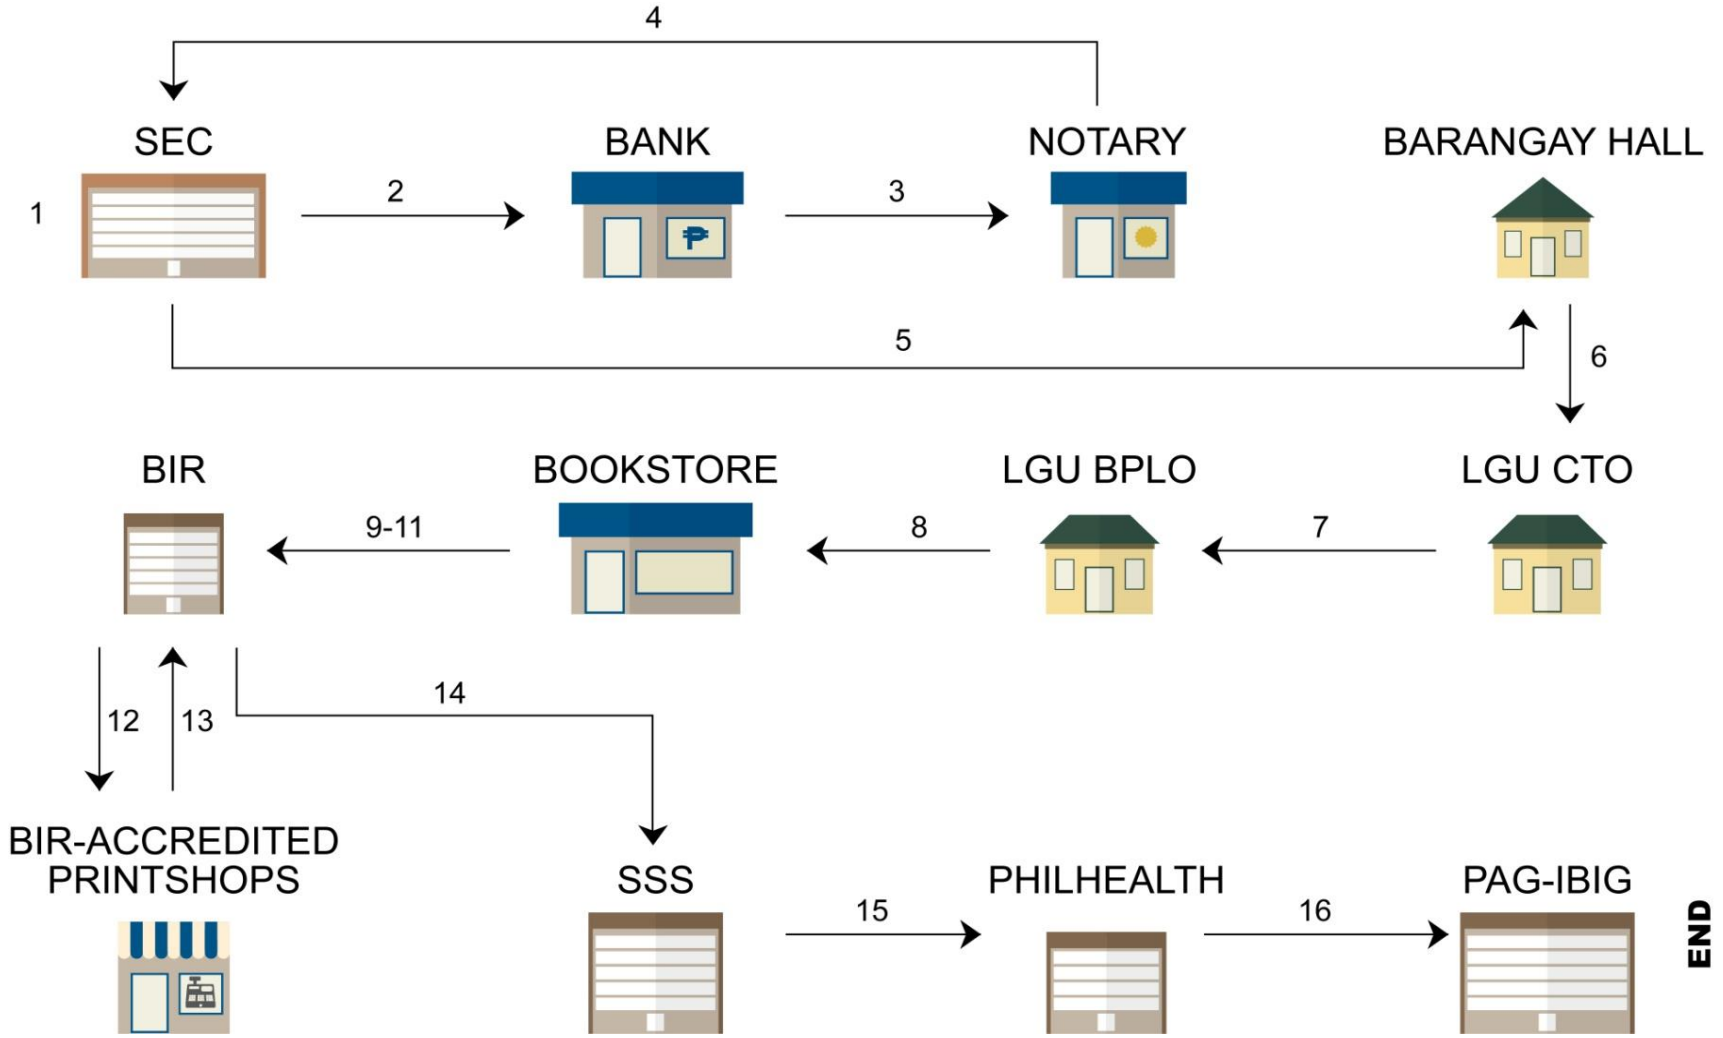 4
SEC
BANK
NOTARY
BARANGAY HALL
1
2
3
5
6
BIR
BOOKSTORE
LGU BPLO
LGU CTO
9-11
8
7
12
13
14
BIR-ACCREDITED
PRINTSHOPS
SSS
PHILHEALTH
PAG-IBIG
15
16
END
₱